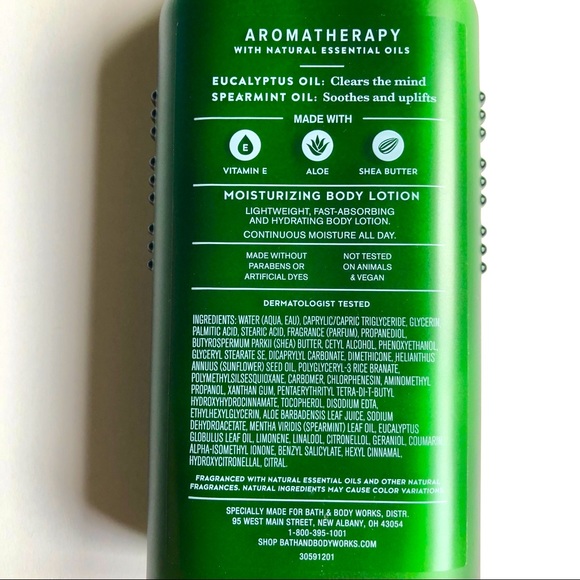 AROMATHERAPY
WITH NATURAL ESSENTIAL OILS
EUCALYPTUS OIL: Clears the mind
SPEARMINT OIL: Soothes and uplifts
MADE WITH
E
VITAMIN E ALOE SHEA BUTTER
MOISTURIZING BODY LOTION
LIGHTWEIGHT, FAST-ABSORBING
AND HYDRATING BODY LOTION.
CONTINUOUS MOISTURE ALL DAY.
MADE WITHOUT
PARABENS OR
ARTIFICIAL DYES
NOT TESTED
ON ANIMALS
& VEGAN
DERMATOLOGIST TESTED
INGREDIENTS: WATER (AQUA, EAU), CAPRYLIC/CAPRIC TRIGLYCERIDE, GLYCERIN,
PALMITIC ACID, STEARIC ACID, FRAGRANCE (PARFUM), PROPANEDIOL,
BUTYROSPERMUM PARKII (SHEA) BUTTER, CETYL ALCOHOL, PHENOXYETHANOL,
GLYCERYL STEARATE SE, DICAPRYLYL CARBONATE, DIMETHICONE, HELIANTHUS
ANNUUS (SUNFLOWER) SEED OIL, POLYGLYCERYL-3 RICE BRANATE,
POLYMETHYLSILSESQUIOXANE, CARBOMER, CHLORPHENESIN, AMINOMETHYL
PROPANOL, XANTHAN GUM, PENTAERYTHRITYL TETRA-DI-T-BUTYL
HYDROXYHYDROCINNAMATE, TOCOPHEROL, DISODIUM EDTA,
ETHYLHEXYLGLYCERIN, ALOE BARBADENSIS LEAF JUICE, SODIUM
DEHYDROACETATE, MENTHA VIRIDIS (SPEARMINT) LEAF OIL, EUCALYPTUS
GLOBULUS LEAF OIL, LIMONENE, LINALOOL, CITRONELLOL, GERANIOL, COUMARIN,
ALPHA-ISOMETHYL IONONE, BENZYL SALICYLATE, HEXYL CINNAMAL,
HYDROXYCITRONELLAL, CITRAL.
FRAGRANCED WITH NATURAL ESSENTIAL OILS AND OTHER NATURAL
FRAGRANCES. NATURAL INGREDIENTS MAY CAUSE COLOR VARIATION
SPECIALLY MADE FOR BATH & BODY WORKS, DISTR.
95 WEST MAIN STREET, NEW ALBANY, OH 43054
1-800-395-1001
SHOP BATHANDBODYWORKS.COM
30591201